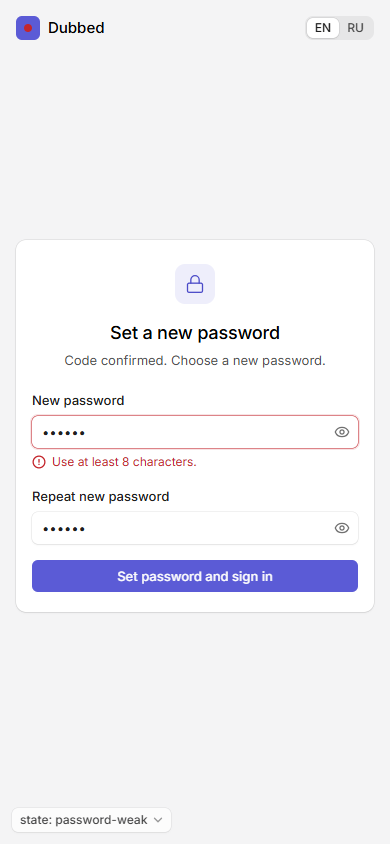 Dubbed
EN RU
Set a new password
Code confirmed. Choose a new password.
New password
••••••
Use at least 8 characters.
Repeat new password
••••••
Set password and sign in
state: password-weak